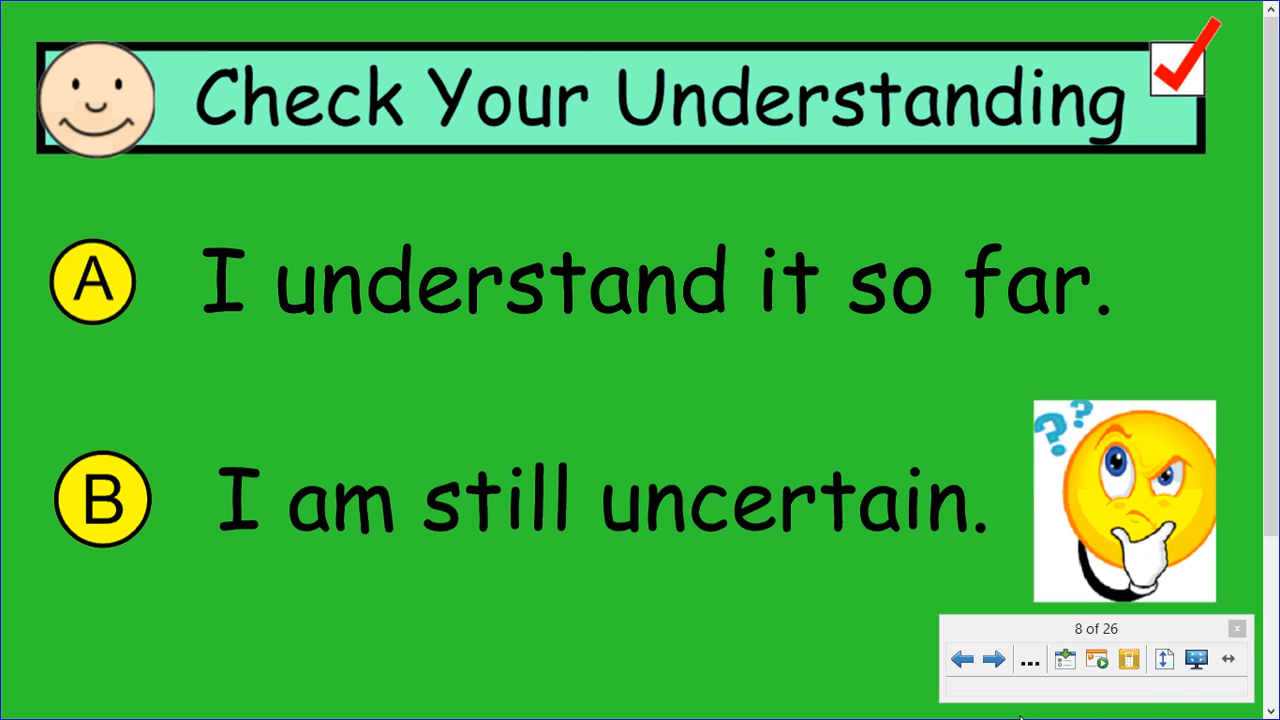 Check Your Understanding
A I understand it so far.
B I am still uncertain.
??
8 of 26
x
...